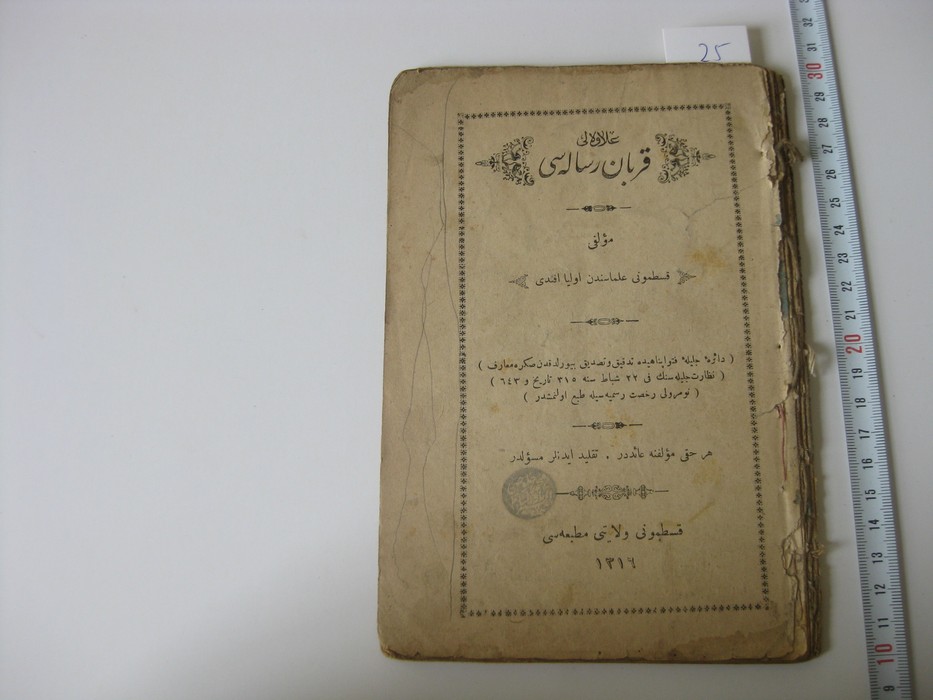 25
علاوه‌لی
قربان رساله‌سی
مؤلفی
قسطمونی علماسندن اولیا افندی
( دائرهٔ جلیلهٔ فتواپناهیده تدقیق و تصدیق بیورلدقدن صکره معارف )
( نظارت جلیله‌سنك فی ٢٢ شباط سنه ٣١٥ تاریخ و ٦٤٣ )
( نومرولی رخصت رسمیه‌سیله طبع اولنمشدر )
هر حقی مؤلفنه عائددر . تقلید ایدنلر مسؤلدر
قسطمونی ولایتی مطبعه‌سی
١٣١٦